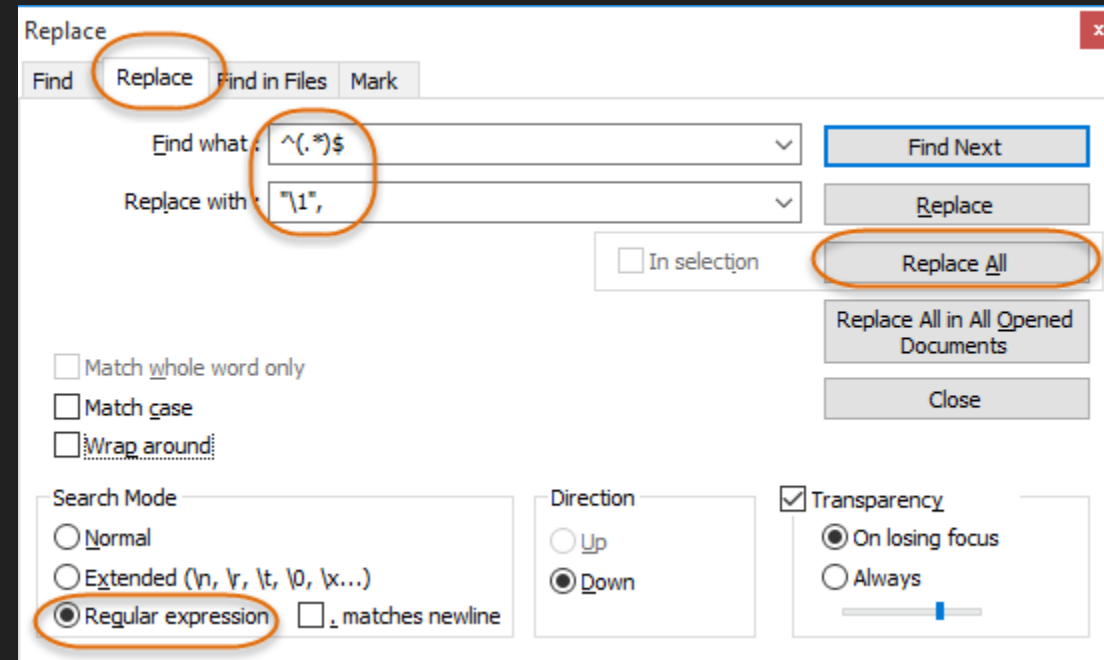 Replace
x
Find Replace Find in Files Mark
Find what : ^(.*)$ Find Next
Replace with : "\1", Replace
In selection Replace All
Replace All in All Opened
Documents
Match whole word only
Match case Close
Wrap around
Search Mode Direction Transparency
Normal Up On losing focus
Extended (\n, \r, \t, \0, \x...) Down Always
Regular expression . matches newline